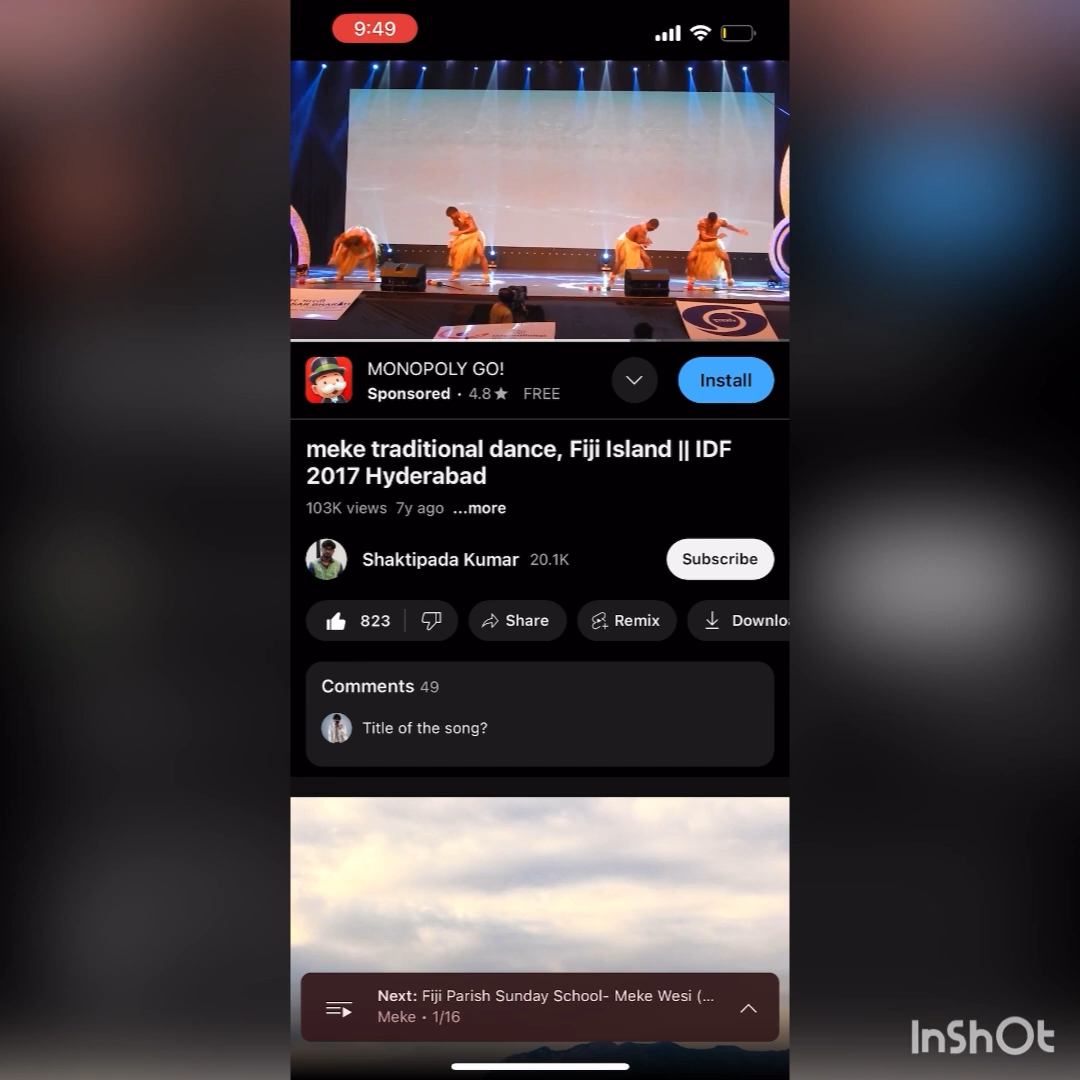 9:49
MONOPOLY GO!
Sponsored · 4.8★ FREE
Install
meke traditional dance, Fiji Island || IDF
2017 Hyderabad
103K views 7y ago ...more
Shaktipada Kumar 20.1K
Subscribe
823
Share
Remix
Downlo
Comments 49
Title of the song?
Next: Fiji Parish Sunday School- Meke Wesi (...
Meke · 1/16
InShOt